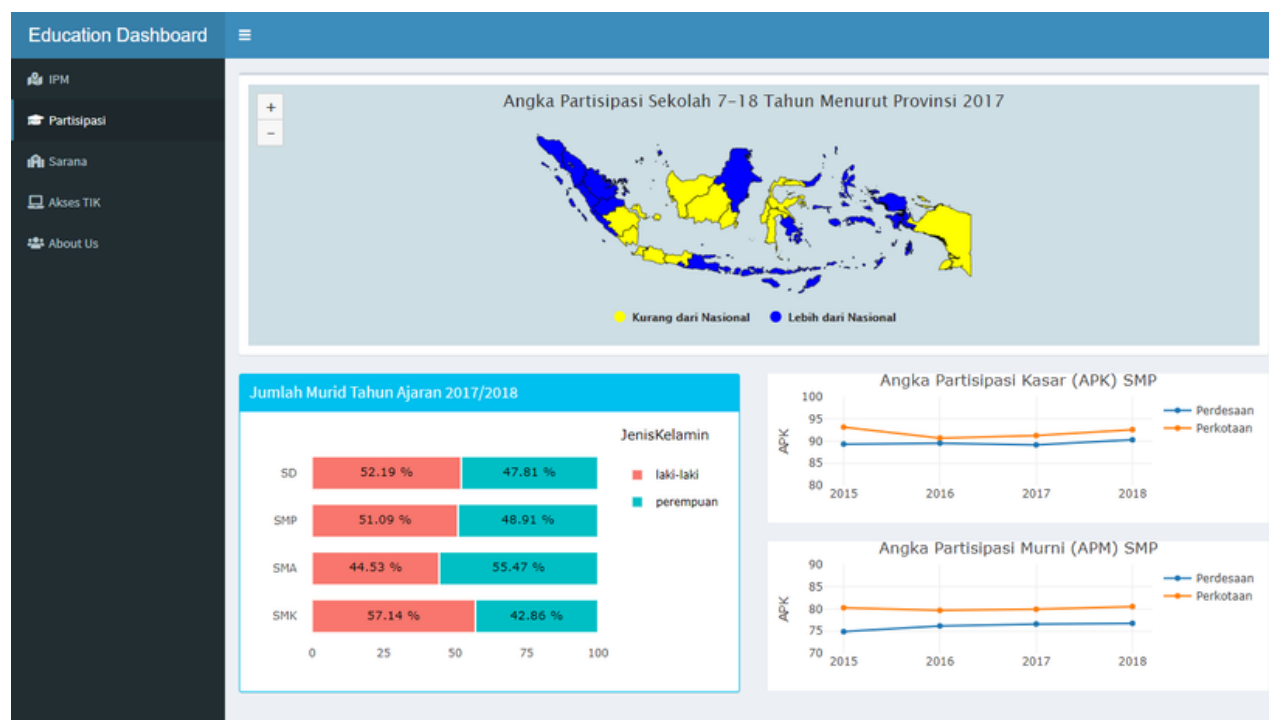 Education Dashboard
IPM
Partisipasi
Sarana
Akses TIK
About Us
+
−
Angka Partisipasi Sekolah 7-18 Tahun Menurut Provinsi 2017
Kurang dari Nasional Lebih dari Nasional
Jumlah Murid Tahun Ajaran 2017/2018
JenisKelamin
laki-laki
perempuan
SD 52.19 % 47.81 %
SMP 51.09 % 48.91 %
SMA 44.53 % 55.47 %
SMK 57.14 % 42.86 %
0 25 50 75 100
Angka Partisipasi Kasar (APK) SMP
100
95
90
85
80
APK
2015 2016 2017 2018
Perdesaan
Perkotaan
Angka Partisipasi Murni (APM) SMP
90
85
80
75
70
APK
2015 2016 2017 2018
Perdesaan
Perkotaan